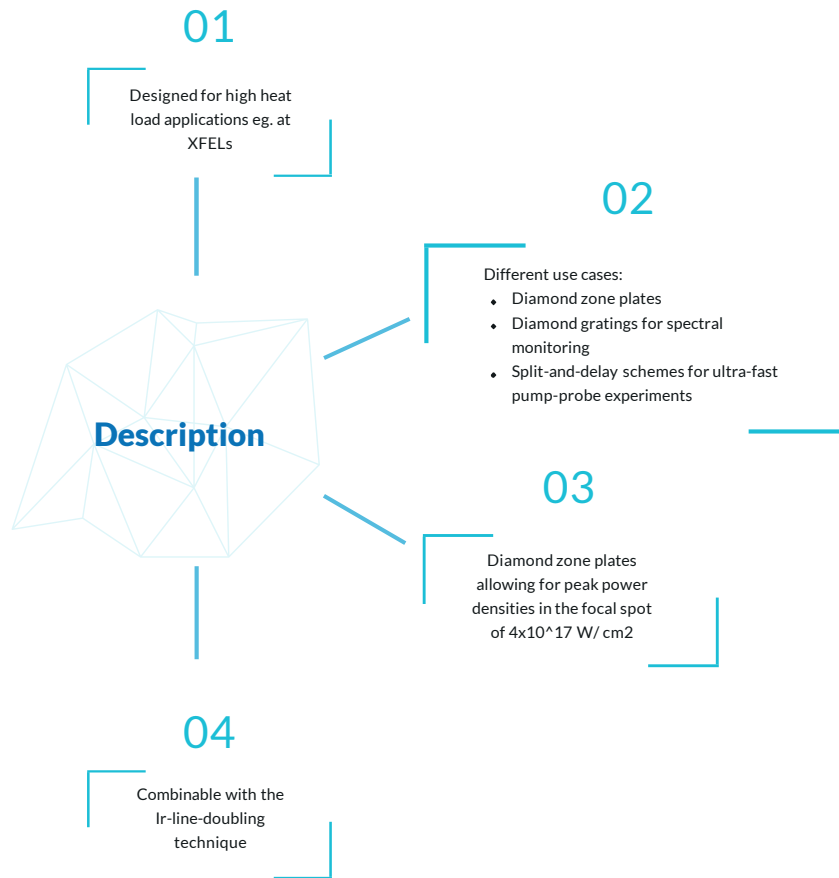 01
Designed for high heat
load applications eg. at
XFELs
02
Different use cases:
• Diamond zone plates
• Diamond gratings for spectral
monitoring
• Split-and-delay schemes for ultra-fast
pump-probe experiments
Description
03
Diamond zone plates
allowing for peak power
densities in the focal spot
of 4x10^17 W/ cm2
04
Combinable with the
Ir-line-doubling
technique